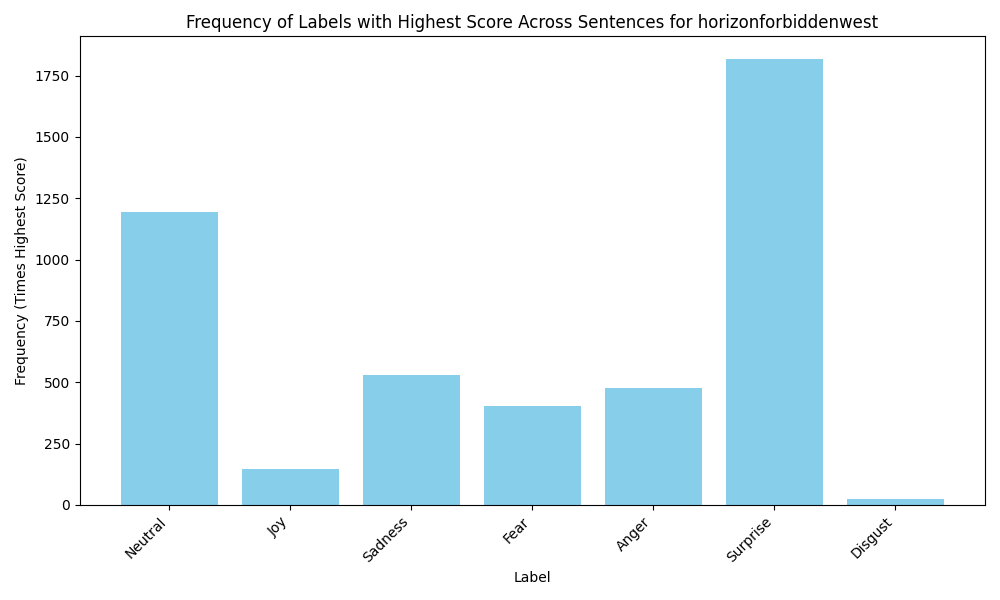 Frequency of Labels with Highest Score Across Sentences for horizonforbiddenwest
Frequency (Times Highest Score)
1750
1500
1250
1000
750
500
250
0
Neutral
Joy
Sadness
Fear
Anger
Surprise
Disgust
Label